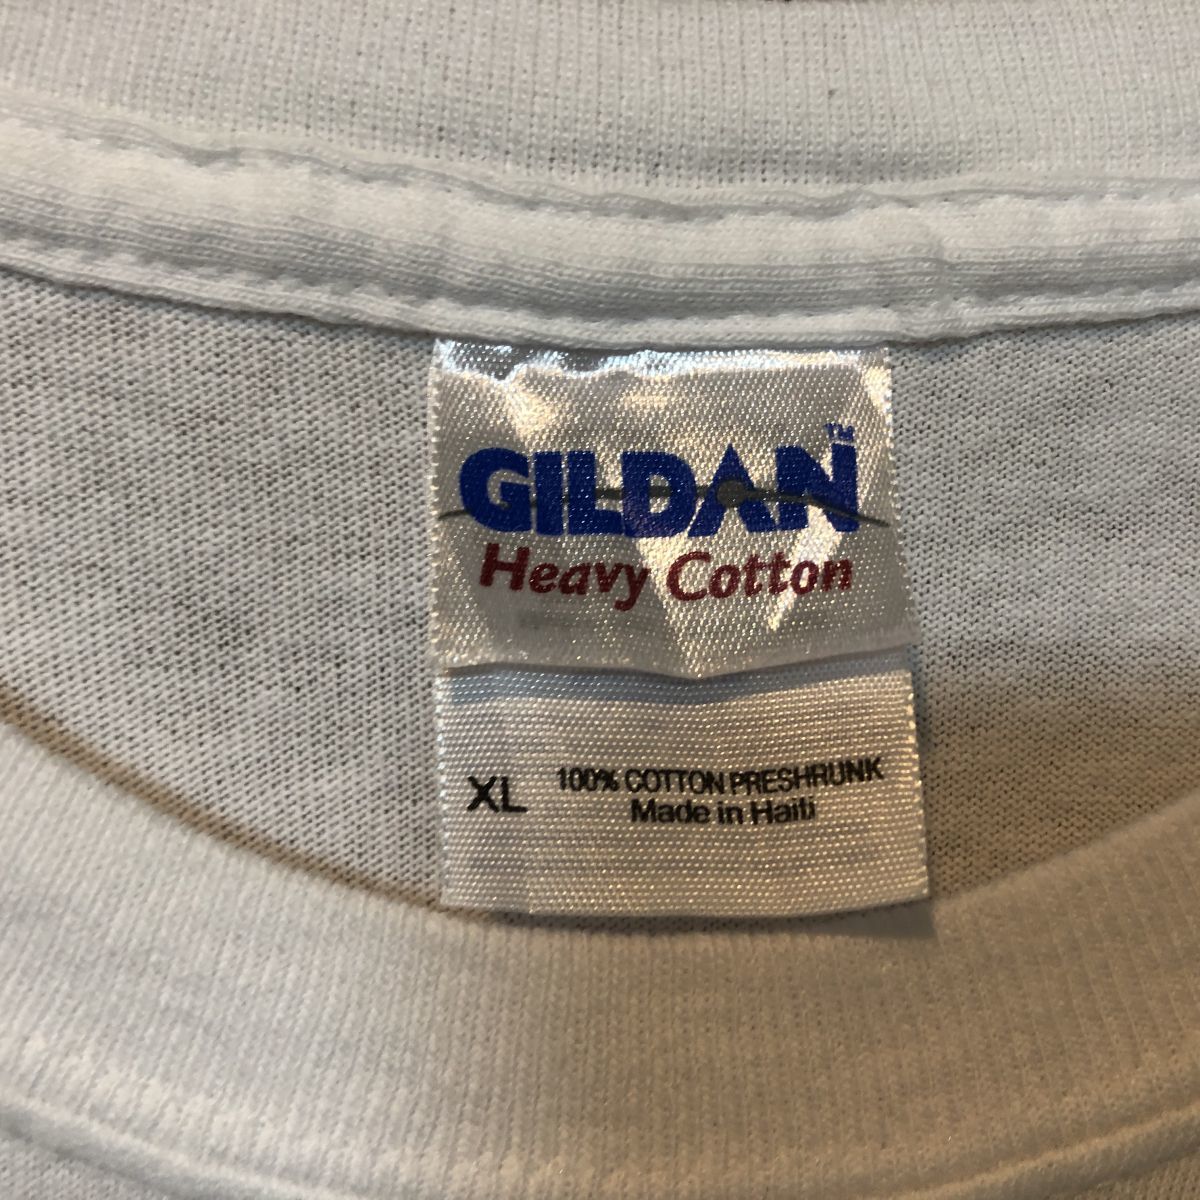 GILDAN™
Heavy Cotton
XL 100% COTTON PRESHRUNK
Made in Haiti